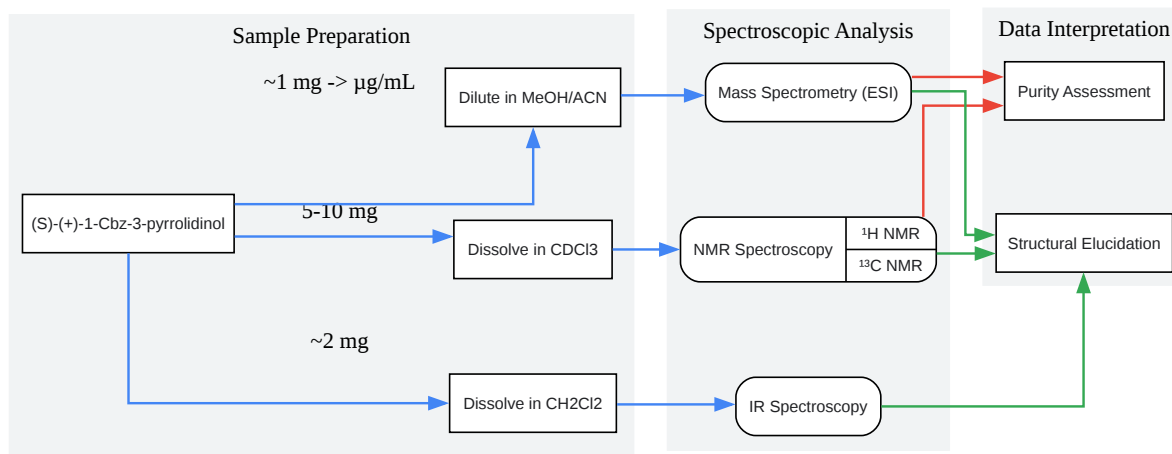 Sample Preparation
Spectroscopic Analysis
Data Interpretation
~1 mg -> µg/mL
Dilute in MeOH/ACN
Mass Spectrometry (ESI)
Purity Assessment
(S)-(+)-1-Cbz-3-pyrrolidinol
5-10 mg
Dissolve in CDCl3
NMR Spectroscopy
¹H NMR
¹³C NMR
Structural Elucidation
~2 mg
Dissolve in CH2Cl2
IR Spectroscopy